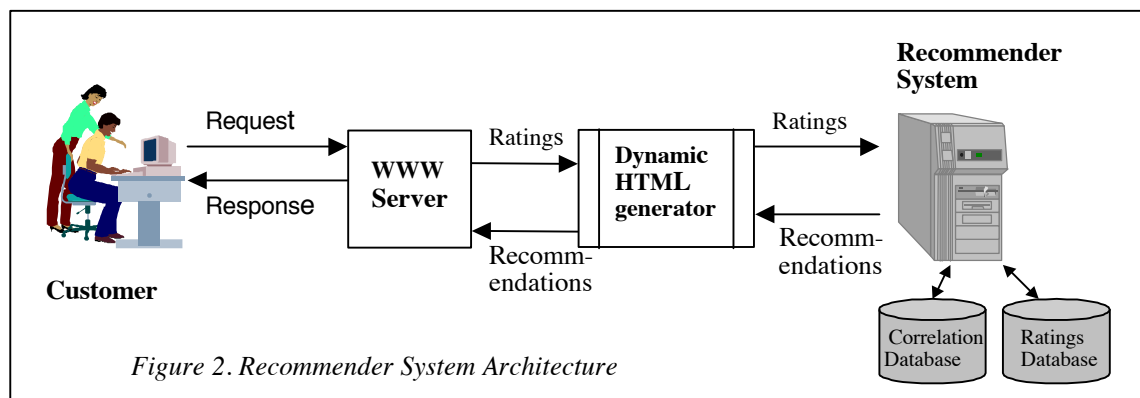 Recommender
System
Request
Ratings
Ratings
WWW
Server
Dynamic
HTML
generator
Response
Recomm-
endations
Recomm-
endations
Customer
Correlation
Database
Ratings
Database
Figure 2. Recommender System Architecture